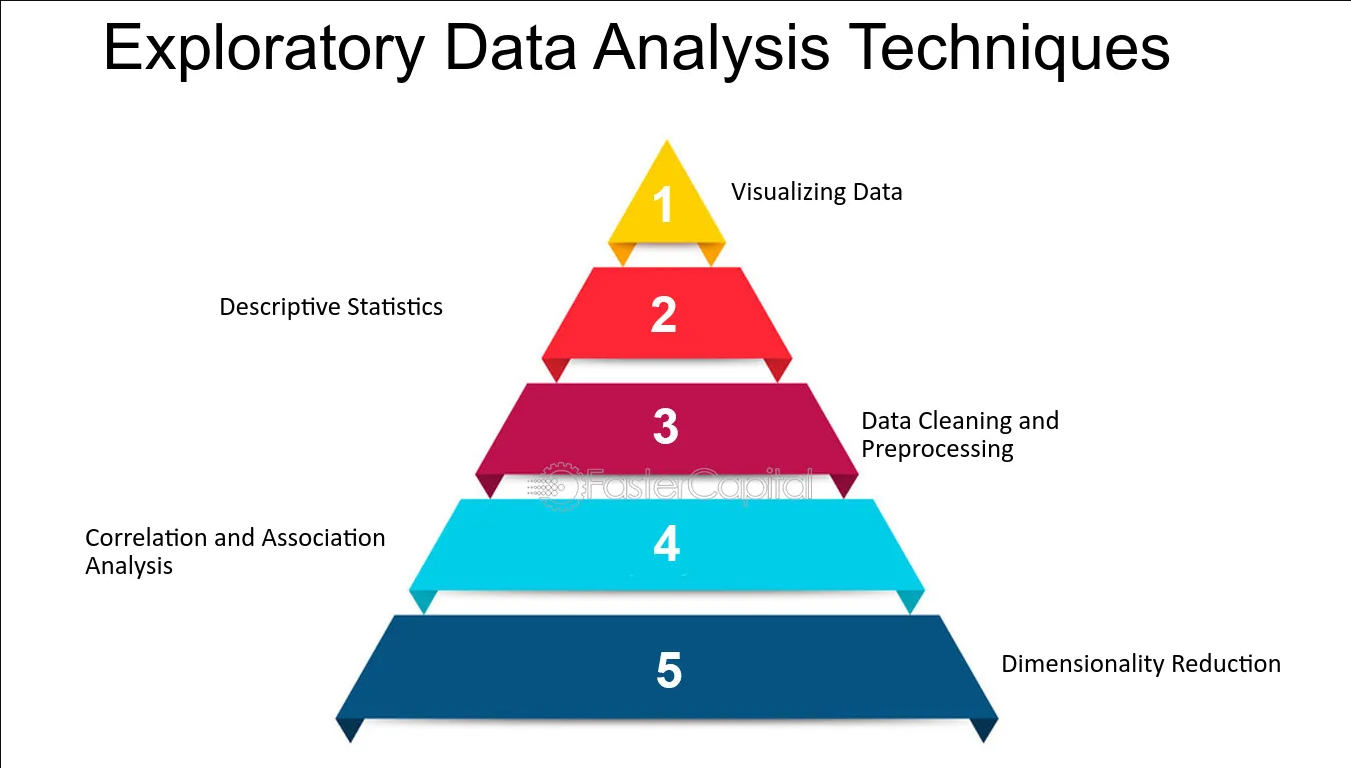 Exploratory Data Analysis Techniques
1
Visualizing Data
Descriptive Statistics
2
3
Data Cleaning and
Preprocessing
FasterCapital
Correlation and Association
Analysis
4
5
Dimensionality Reduction